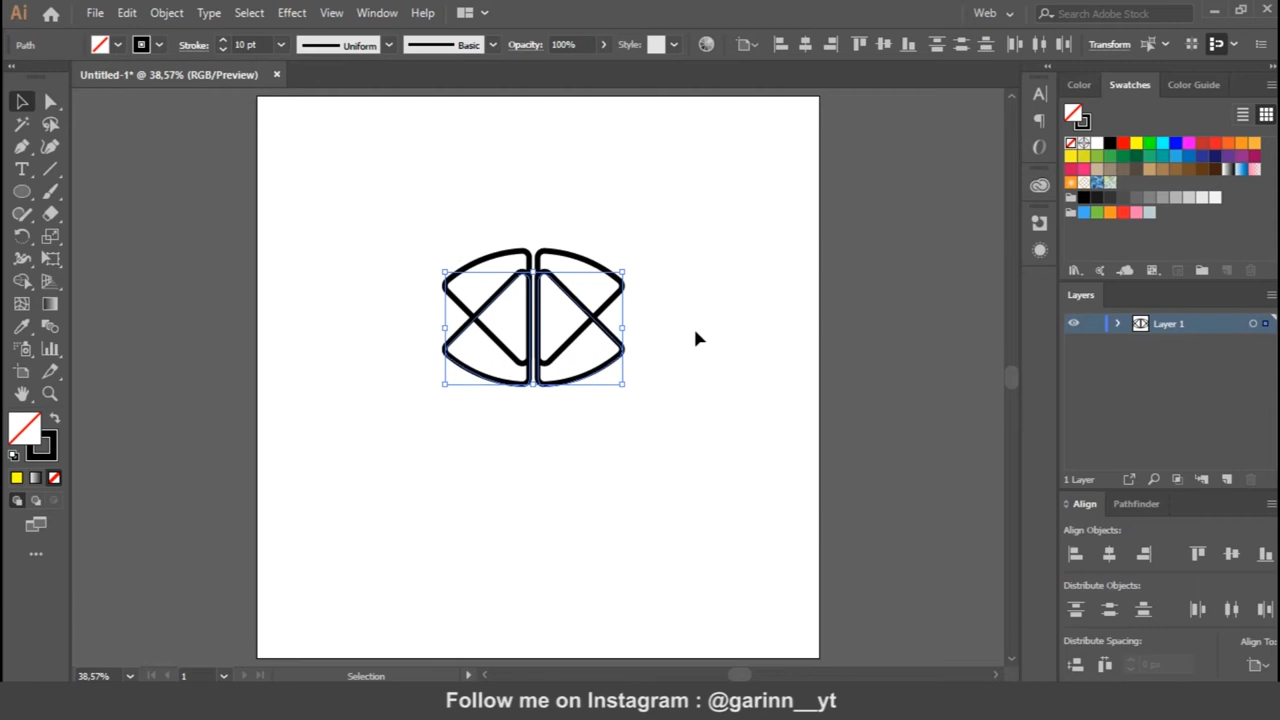 Ai File Edit Object Type Select Effect View Window Help Web Search Adobe Stock
Path Stroke: 10 pt Uniform Basic Opacity: 100% Style: Transform
Untitled-1* @ 38,57% (RGB/Preview)
Color Swatches Color Guide
Layers
Layer 1
1 Layer
Align Pathfinder
Align Objects:
Distribute Objects:
Distribute Spacing: Align To:
0 px
38,57% 1 Selection
Follow me on Instagram : @garinn__yt